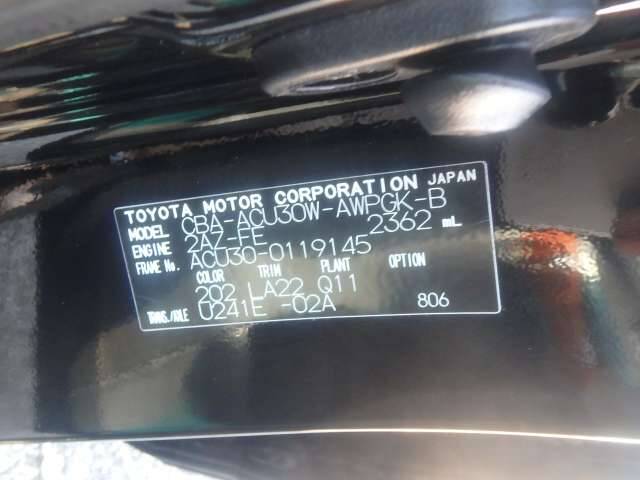 TOYOTA MOTOR CORPORATION JAPAN
MODEL CBA-ACU30W-AWPGK-B
ENGINE 2AZ-FE 2362 mL
FRAME No. ACU30-0119145
COLOR TRIM PLANT OPTION
202 LA22 Q11
TRANS./AXLE U241E -02A 806